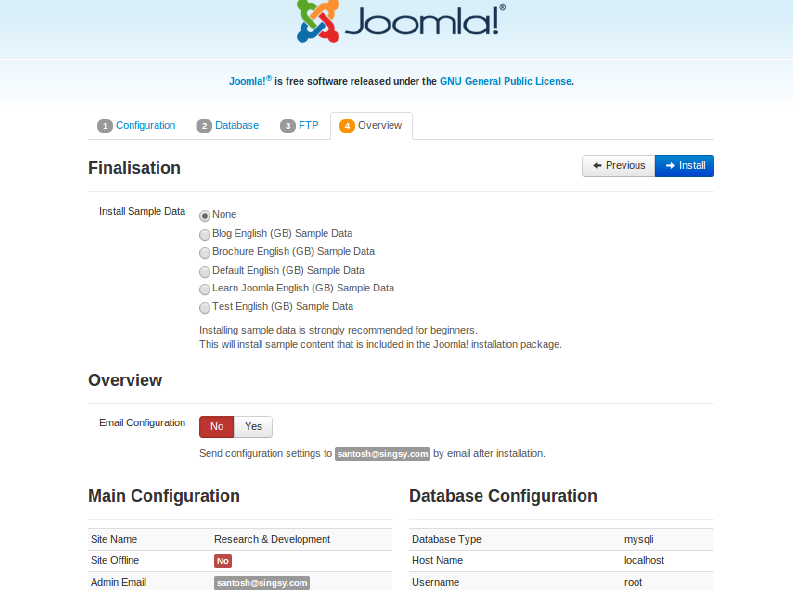 Joomla!®
Joomla!® is free software released under the GNU General Public License.
1 Configuration 2 Database 3 FTP 4 Overview
Finalisation
Previous Install
Install Sample Data
None
Blog English (GB) Sample Data
Brochure English (GB) Sample Data
Default English (GB) Sample Data
Learn Joomla English (GB) Sample Data
Test English (GB) Sample Data
Installing sample data is strongly recommended for beginners.
This will install sample content that is included in the Joomla! installation package.
Overview
Email Configuration No Yes
Send configuration settings to santosh@singsy.com by email after installation.
Main Configuration
Site Name Research & Development
Site Offline No
Admin Email santosh@singsy.com
Database Configuration
Database Type mysqli
Host Name localhost
Username root